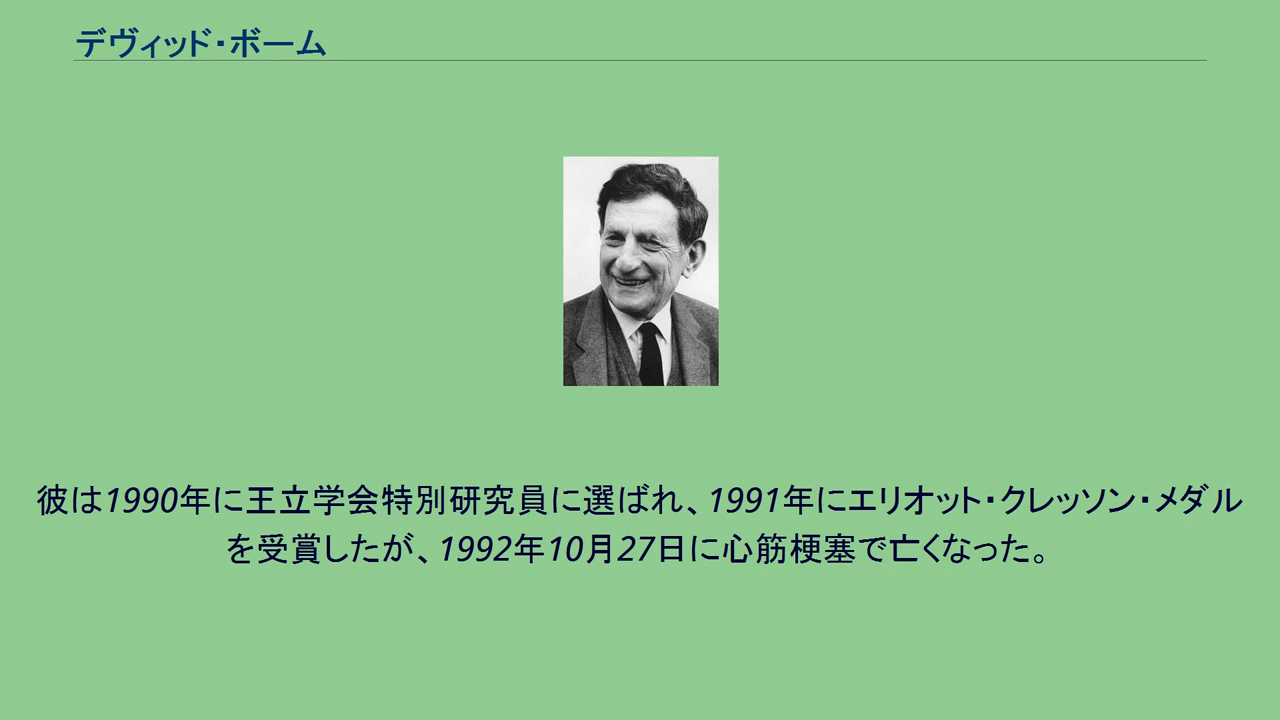 デヴィッド・ボーム
彼は1990年に王立学会特別研究員に選ばれ、1991年にエリオット・クレッソン・メダル
を受賞したが、1992年10月27日に心筋梗塞で亡くなった。